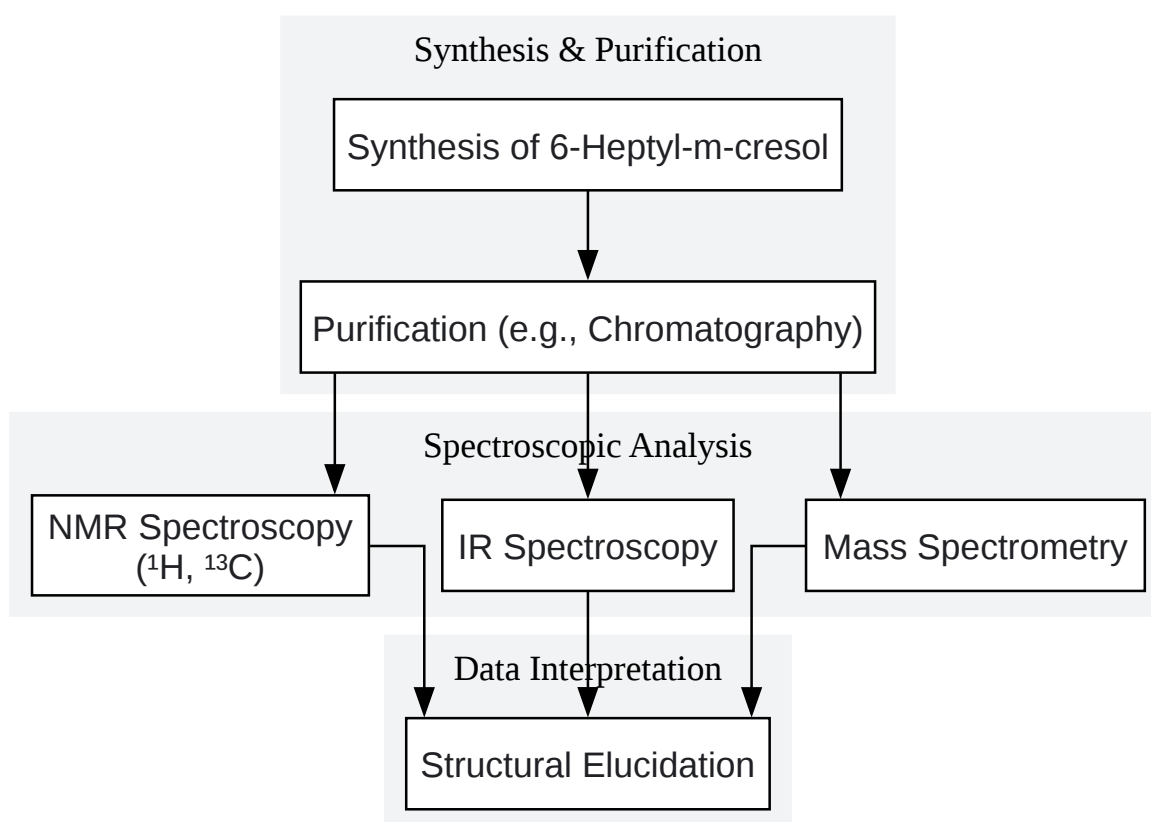 Synthesis & Purification
Synthesis of 6-Heptyl-m-cresol
Purification (e.g., Chromatography)
Spectroscopic Analysis
NMR Spectroscopy
(¹H, ¹³C)
IR Spectroscopy
Mass Spectrometry
Data Interpretation
Structural Elucidation